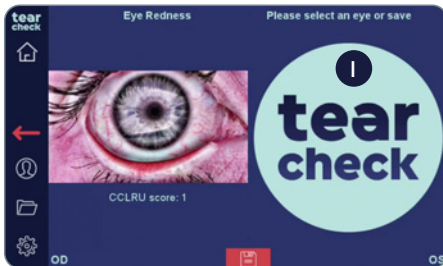 tear
check
Eye Redness
Please select an eye or save
I
tear
check
CCLRU score: 1
OD
OS